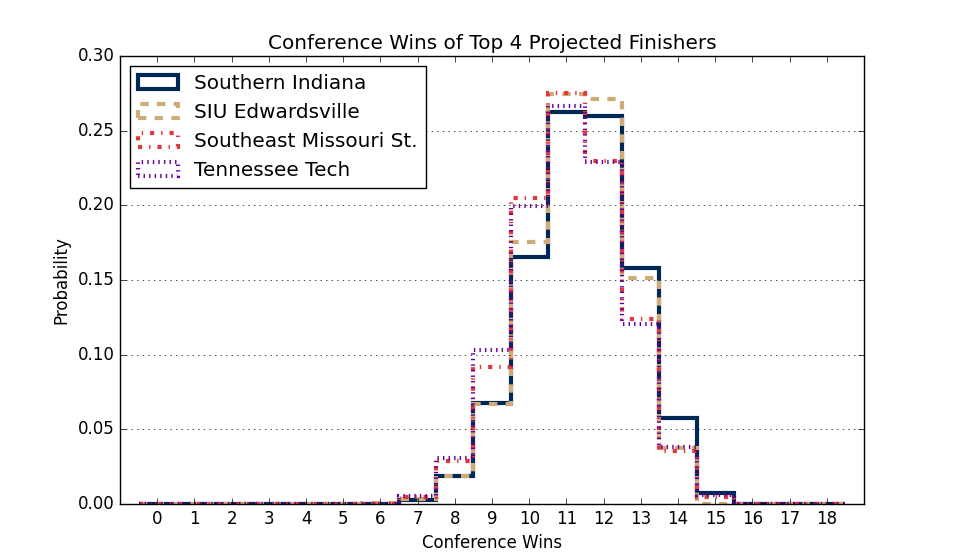 Conference Wins of Top 4 Projected Finishers
0.30
0.25
0.20
0.15
0.10
0.05
0.00
Probability
Southern Indiana
SIU Edwardsville
Southeast Missouri St.
Tennessee Tech
0 1 2 3 4 5 6 7 8 9 10 11 12 13 14 15 16 17 18
Conference Wins